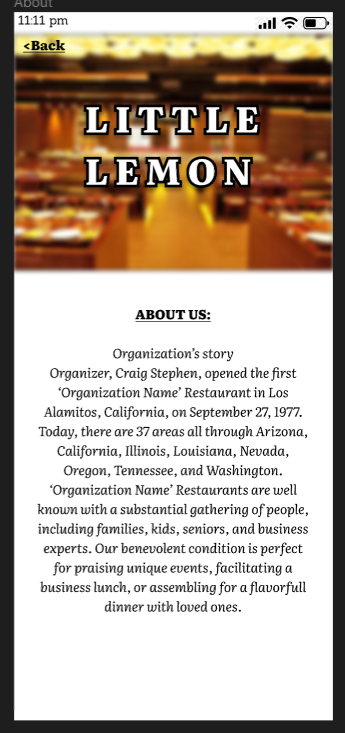 About
11:11 pm
<Back
LITTLE
LEMON
ABOUT US:
Organization's story
Organizer, Craig Stephen, opened the first
'Organization Name' Restaurant in Los
Alamitos, California, on September 27, 1977.
Today, there are 37 areas all through Arizona,
California, Illinois, Louisiana, Nevada,
Oregon, Tennessee, and Washington.
'Organization Name' Restaurants are well
known with a substantial gathering of people,
including families, kids, seniors, and business
experts. Our benevolent condition is perfect
for praising unique events, facilitating a
business lunch, or assembling for a flavorfull
dinner with loved ones.